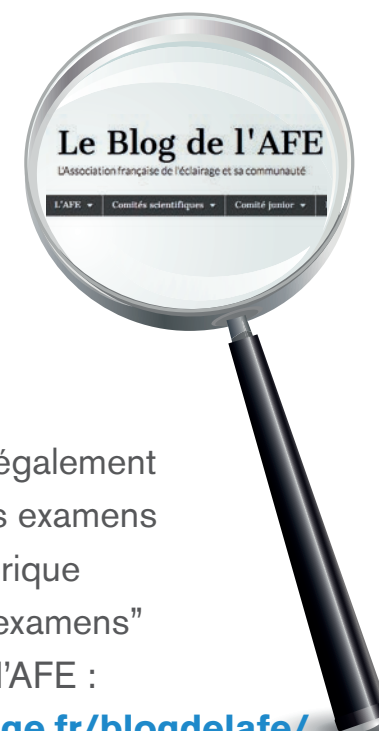 Le Blog de l'AFE
L'Association française de l'éclairage et sa communauté
L'AFE Comités scientifiques Comité junior
également
examens
rique
examens”
l'AFE :
ge.fr/blogdelafe/